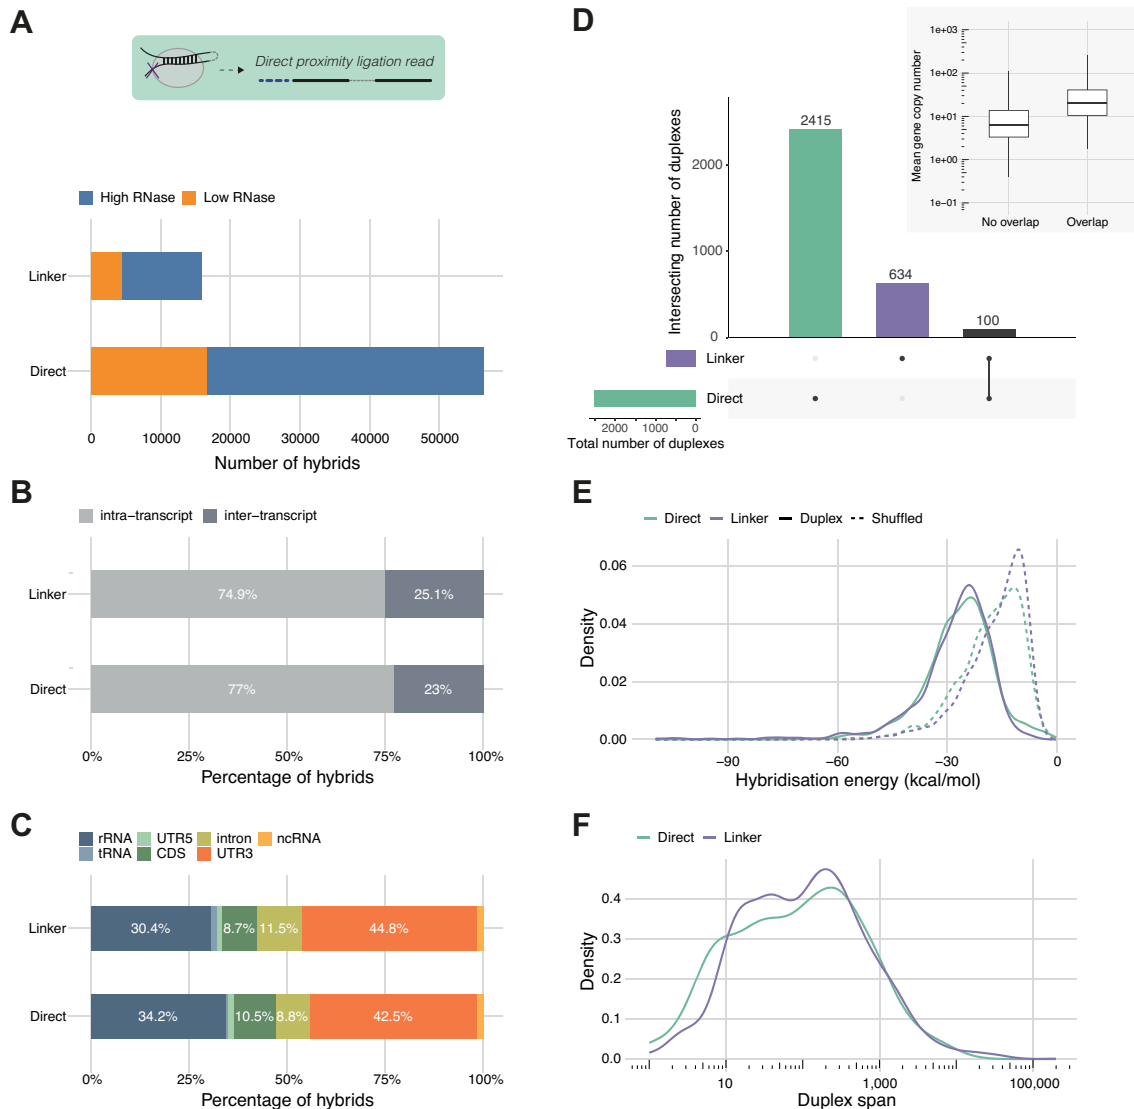 A
Direct proximity ligation read
High RNase Low RNase
Linker
Direct
0 10000 20000 30000 40000 50000
Number of hybrids
B
intra−transcript inter−transcript
Linker 74.9% 25.1%
Direct 77% 23%
0% 25% 50% 75% 100%
Percentage of hybrids
C
rRNA UTR5 intron ncRNA
tRNA CDS UTR3
Linker 30.4% 8.7% 11.5% 44.8%
Direct 34.2% 10.5% 8.8% 42.5%
0% 25% 50% 75% 100%
Percentage of hybrids
D
Intersecting number of duplexes
2000
1000
0
2415
634
100
Linker
Direct
2000 1000 0
Total number of duplexes
Mean gene copy number
1e+03
1e+02
1e+01
1e+00
1e−01
No overlap Overlap
E
Direct Linker Duplex Shuffled
Density
0.06
0.04
0.02
0.00
−90 −60 −30 0
Hybridisation energy (kcal/mol)
F
Direct Linker
Density
0.4
0.3
0.2
0.1
0.0
10 1,000 100,000
Duplex span